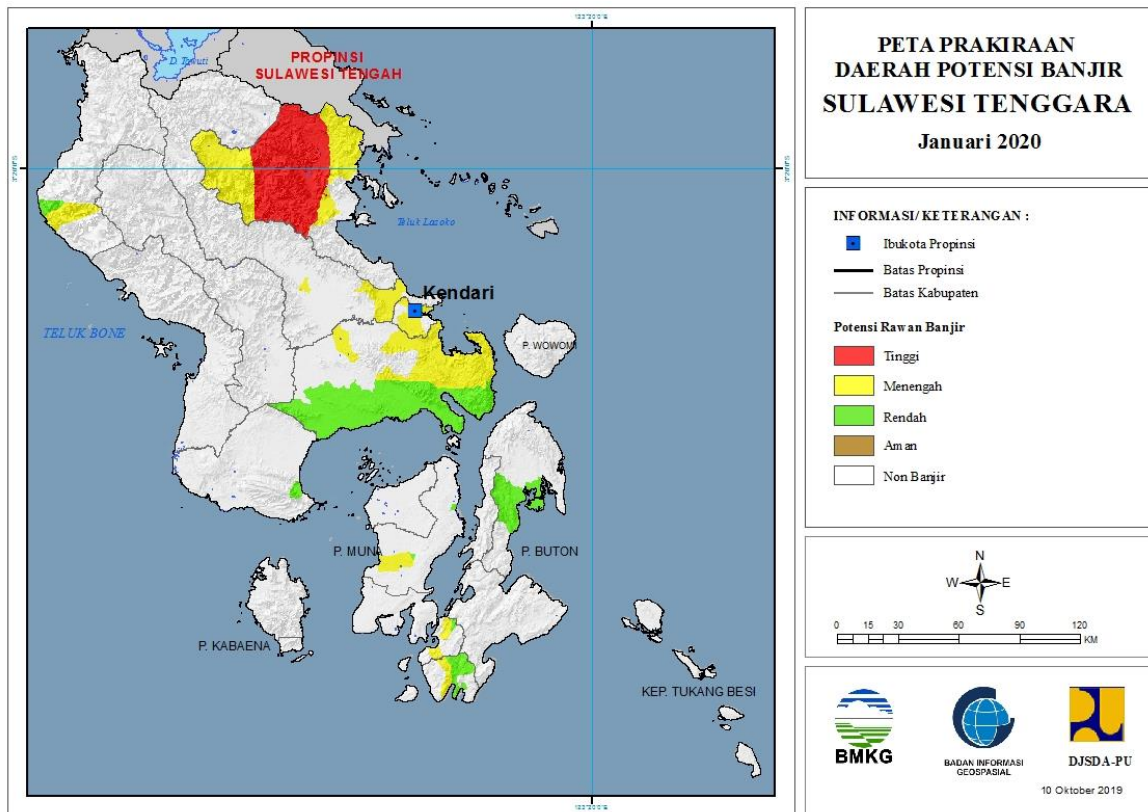 PETA PRAKIRAAN
DAERAH POTENSI BANJIR
SULAWESI TENGGARA
Januari 2020
INFORMASI/ KETERANGAN :
Ibukota Propinsi
Batas Propinsi
Batas Kabupaten
Potensi Rawan Banjir
Tinggi
Menengah
Rendah
Aman
Non Banjir
N
W E
S
0 15 30 60 90 120
KM
BMKG
BADAN INFORMASI
GEOSPASIAL
DJSDA-PU
10 Oktober 2019
D. Towuti
PROPINSI
SULAWESI TENGAH
Teluk Lasolo
Kendari
TELUK BONE
P. WOWONI
P. MUNA
P. BUTON
P. KABAENA
KEP. TUKANG BESI